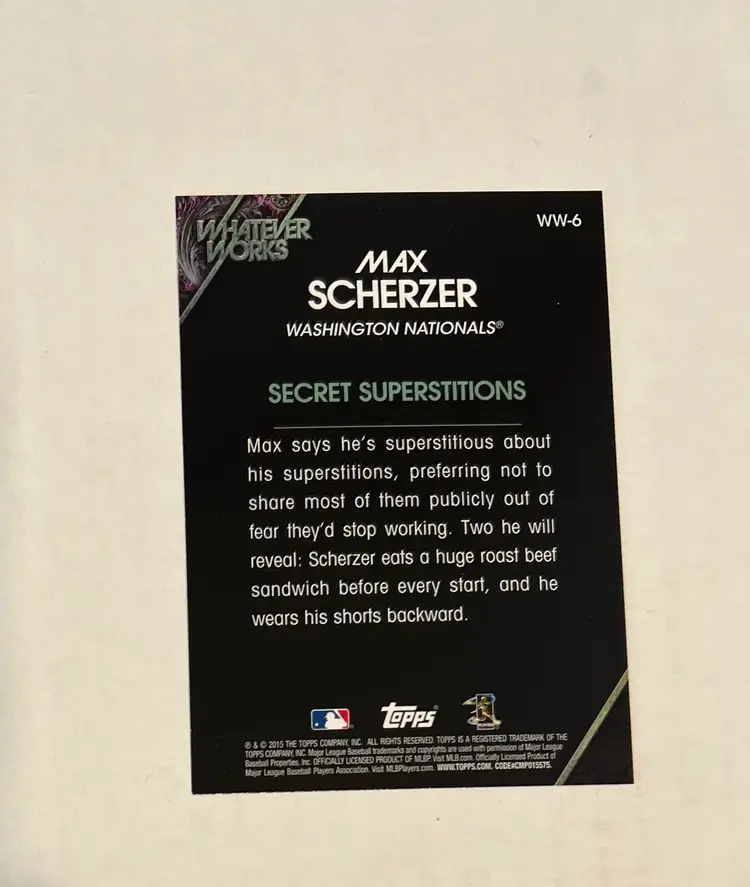 WHATEVER
WORKS
WW-6
MAX
SCHERZER
WASHINGTON NATIONALS®
SECRET SUPERSTITIONS
Max says he's superstitious about
his superstitions, preferring not to
share most of them publicly out of
fear they'd stop working. Two he will
reveal: Scherzer eats a huge roast beef
sandwich before every start, and he
wears his shorts backward.
topps®
® & © 2015 THE TOPPS COMPANY, INC. ALL RIGHTS RESERVED. TOPPS IS A REGISTERED TRADEMARK OF THE
TOPPS COMPANY, INC. Major League Baseball trademarks and copyrights are used with permission of Major League
Baseball Properties, Inc. OFFICIALLY LICENSED PRODUCT OF MLBP. Visit MLB.com. Officially Licensed Product of
Major League Baseball Players Association. Visit MLBPlayers.com. WWW.TOPPS.COM. CODE#CMP015575.